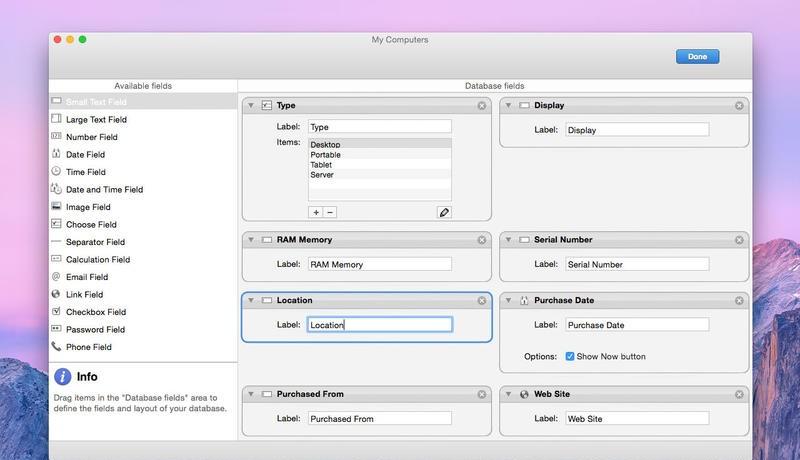 My Computers
Done
Available fields
Database fields
Small Text Field
Large Text Field
Number Field
Date Field
Time Field
Date and Time Field
Image Field
Choose Field
Separator Field
Calculation Field
Email Field
Link Field
Checkbox Field
Password Field
Phone Field
Info
Drag items in the "Database fields" area to
define the fields and layout of your database.
Type
Label: Type
Items: Desktop
Portable
Tablet
Server
Display
Label: Display
RAM Memory
Label: RAM Memory
Serial Number
Label: Serial Number
Location
Label: Location
Purchase Date
Label: Purchase Date
Options: Show Now button
Purchased From
Label: Purchased From
Web Site
Label: Web Site